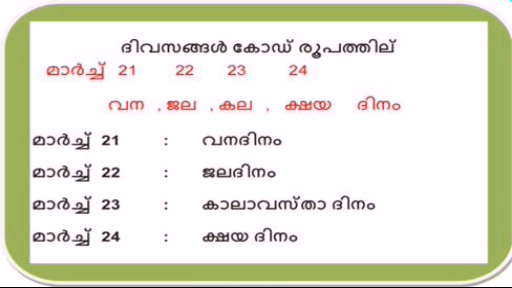 ദിവസങ്ങൾ കോഡ് രൂപത്തില്
മാർച്ച് 21 22 23 24
വന , ജല , കല , ക്ഷയ ദിനം
മാർച്ച് 21 : വനദിനം
മാർച്ച് 22 : ജലദിനം
മാർച്ച് 23 : കാലാവസ്താ ദിനം
മാർച്ച് 24 : ക്ഷയ ദിനം